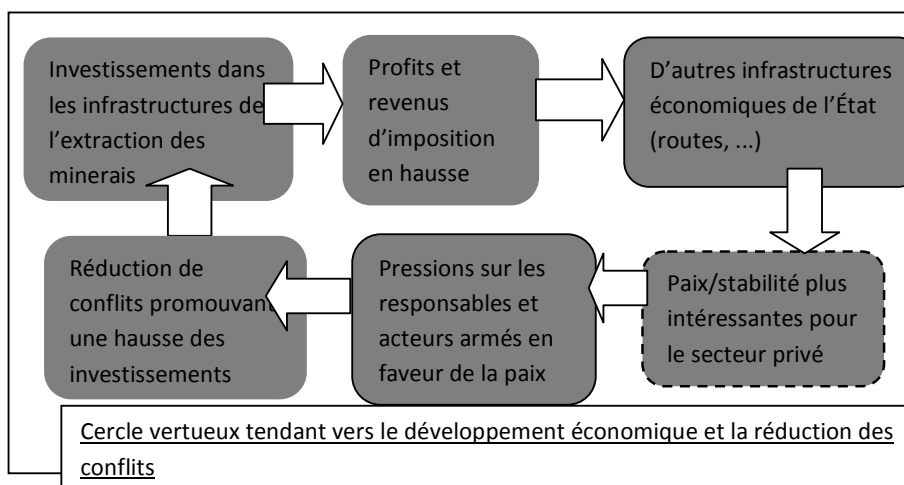 Investissements dans
les infrastructures de
l'extraction des
minerais
Profits et
revenus
d'imposition
en hausse
D'autres infrastructures
économiques de l'État
(routes, ...)
Paix/stabilité plus
intéressantes pour
le secteur privé
Pressions sur les
responsables et
acteurs armés en
faveur de la paix
Réduction de
conflits promouvant
une hausse des
investissements
Cercle vertueux tendant vers le développement économique et la réduction des
conflits